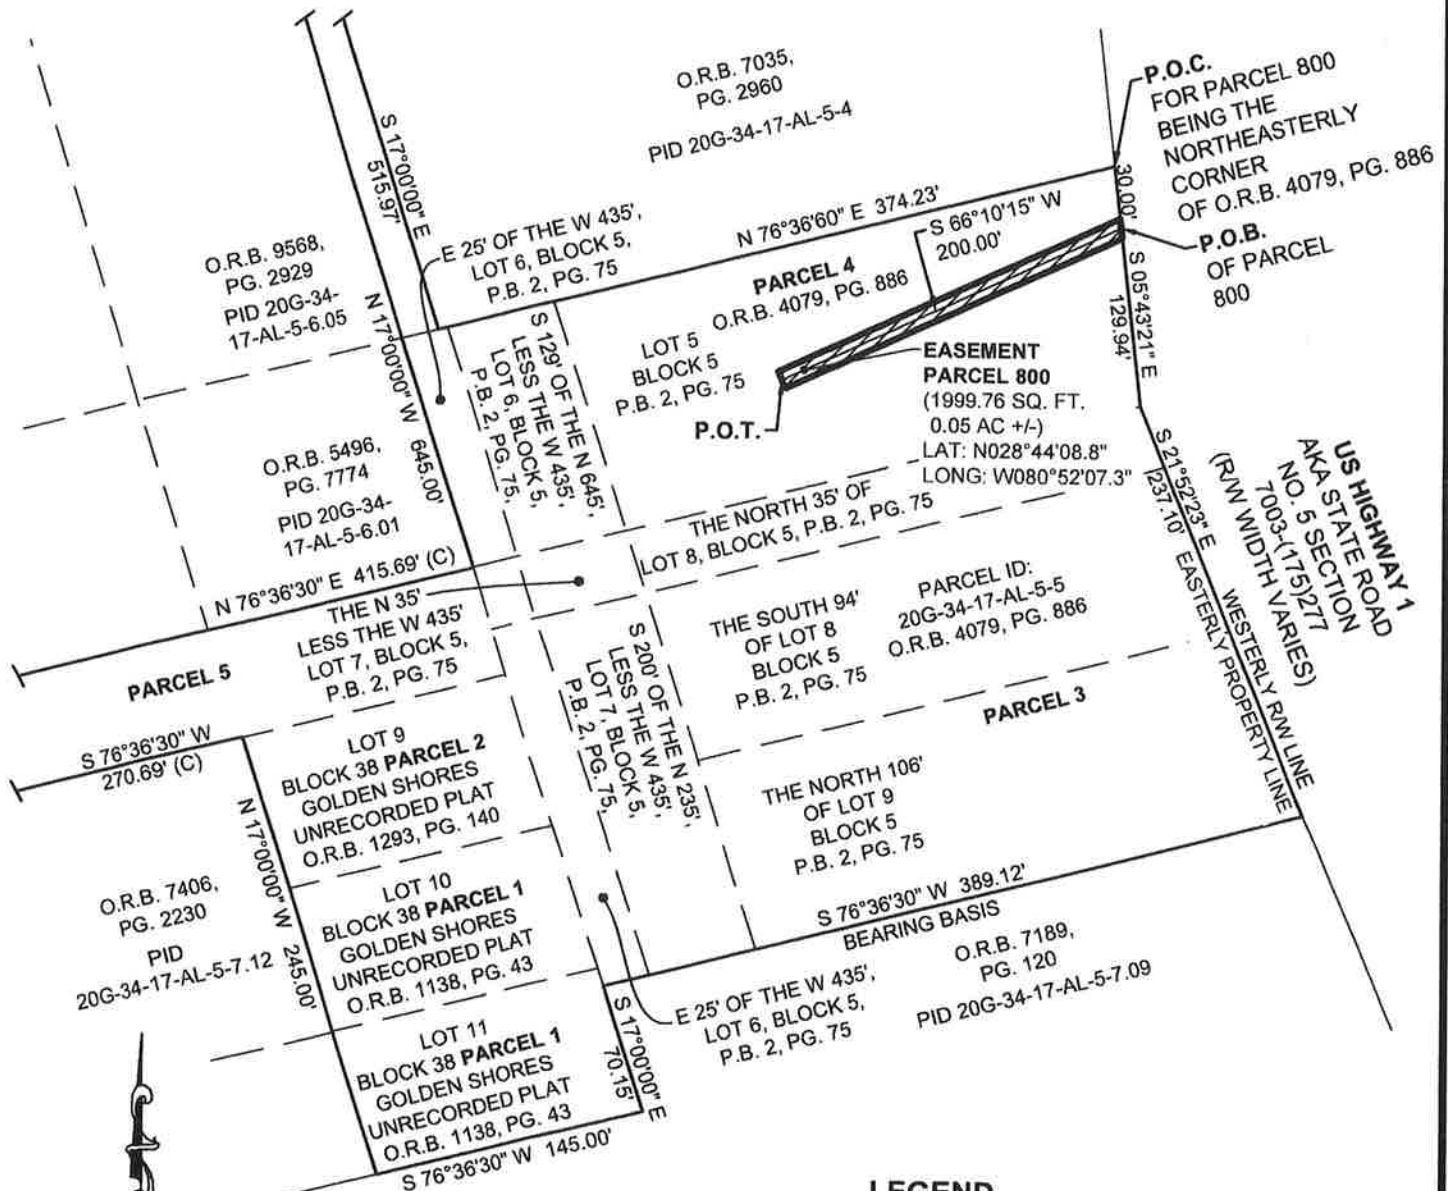 O.R.B. 7035,
PG. 2960
PID 20G-34-17-AL-5-4
P.O.C.
FOR PARCEL 800
BEING THE
NORTHEASTERLY
CORNER
OF O.R.B. 4079, PG. 886
30.00'
P.O.B.
OF PARCEL
800
S 17°00'00" E
515.97'
E 25' OF THE W 435',
LOT 6, BLOCK 5,
P.B. 2, PG. 75
N 76°36'60" E 374.23'
S 66°10'15" W
200.00'
O.R.B. 9568,
PG. 2929
PID 20G-34-
17-AL-5-6.05
N 17°00'00" W 645.00'
S 129' OF THE N 645',
LESS THE W 435',
LOT 6, BLOCK 5,
P.B. 2, PG. 75,
PARCEL 4
O.R.B. 4079, PG. 886
LOT 5
BLOCK 5
P.B. 2, PG. 75
P.O.T.
EASEMENT
PARCEL 800
(1999.76 SQ. FT.
0.05 AC +/-)
LAT: N028°44'08.8"
LONG: W080°52'07.3"
S 05°43'21" E
129.94'
O.R.B. 5496,
PG. 7774
PID 20G-34-
17-AL-5-6.01
N 76°36'30" E 415.69' (C)
THE NORTH 35' OF
LOT 8, BLOCK 5, P.B. 2, PG. 75
S 21°52'23" E
237.10'
EASTERLY PROPERTY LINE
WESTERLY R/W LINE
US HIGHWAY 1
AKA STATE ROAD
NO. 5 SECTION
7003-(175)277
(R/W WIDTH VARIES)
THE N 35'
LESS THE W 435'
LOT 7, BLOCK 5,
P.B. 2, PG. 75
PARCEL 5
S 200' OF THE N 235',
LESS THE W 435',
LOT 7, BLOCK 5,
P.B. 2, PG. 75,
THE SOUTH 94'
OF LOT 8
BLOCK 5
P.B. 2, PG. 75
PARCEL ID:
20G-34-17-AL-5-5
O.R.B. 4079, PG. 886
PARCEL 3
S 76°36'30" W
270.69' (C)
LOT 9
BLOCK 38 PARCEL 2
GOLDEN SHORES
UNRECORDED PLAT
O.R.B. 1293, PG. 140
THE NORTH 106'
OF LOT 9
BLOCK 5
P.B. 2, PG. 75
N 17°00'00" W 245.00'
O.R.B. 7406,
PG. 2230
PID
20G-34-17-AL-5-7.12
LOT 10
BLOCK 38 PARCEL 1
GOLDEN SHORES
UNRECORDED PLAT
O.R.B. 1138, PG. 43
S 76°36'30" W 389.12'
BEARING BASIS
O.R.B. 7189,
PG. 120
PID 20G-34-17-AL-5-7.09
E 25' OF THE W 435',
LOT 6, BLOCK 5,
P.B. 2, PG. 75
S 17°00'00" E
70.15'
LOT 11
BLOCK 38 PARCEL 1
GOLDEN SHORES
UNRECORDED PLAT
O.R.B. 1138, PG. 43
S 76°36'30" W 145.00'
LEGEND